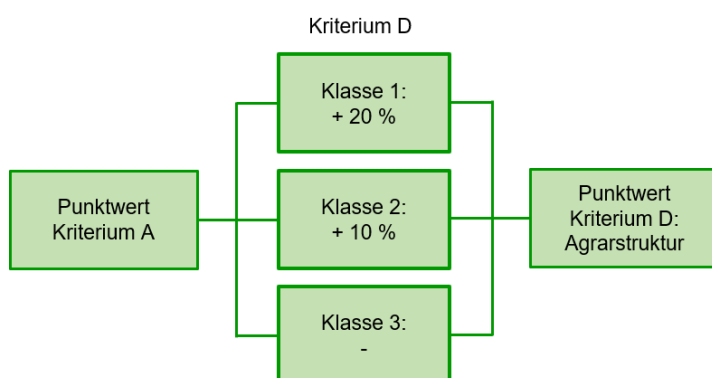 Kriterium D
Klasse 1:
+ 20 %
Punktwert
Kriterium A
Klasse 2:
+ 10 %
Punktwert
Kriterium D:
Agrarstruktur
Klasse 3:
-